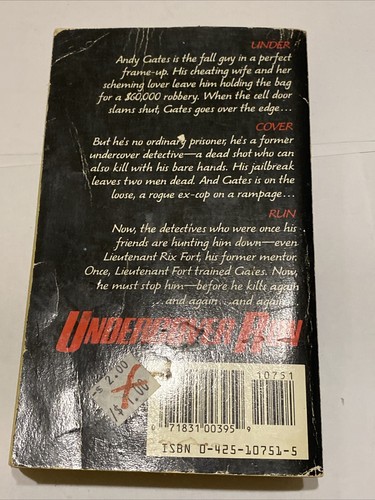 UNDER
Andy Gates is the fall guy in a perfect
frame-up. His cheating wife and her
scheming lover leave him holding the bag
for a $60,000 robbery. When the cell door
slams shut, Gates goes over the edge...
COVER
But he's no ordinary prisoner, he's a former
undercover detective—a dead shot who can
also kill with his bare hands. His jailbreak
leaves two men dead. And Gates is on the
loose, a rogue ex-cop on a rampage...
RUN
Now, the detectives who were once his
friends are hunting him down—even
Lieutenant Rix Fort, his former mentor.
Once, Lieutenant Fort trained Gates. Now,
he must stop him—before he kills again
...and again...and again.
UNDERCOVER RUN
2.00
1.00
10751
0 71831 00395 9
ISBN 0-425-10751-5